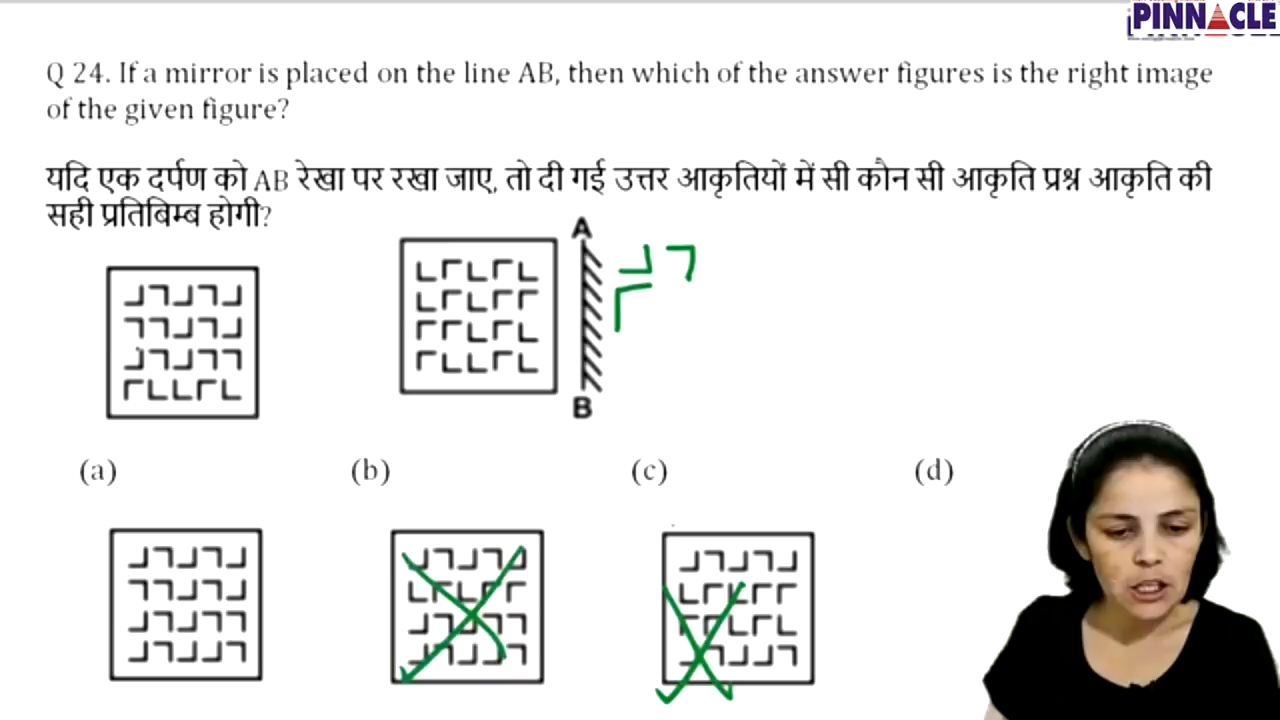 PINNACLE
Q 24. If a mirror is placed on the line AB, then which of the answer figures is the right image
of the given figure?
यदि एक दर्पण को AB रेखा पर रखा जाए, तो दी गई उत्तर आकृतियों में सी कौन सी आकृति प्रश्न आकृति की
सही प्रतिबिम्ब होगी?
A
B
(a) (b) (c) (d)